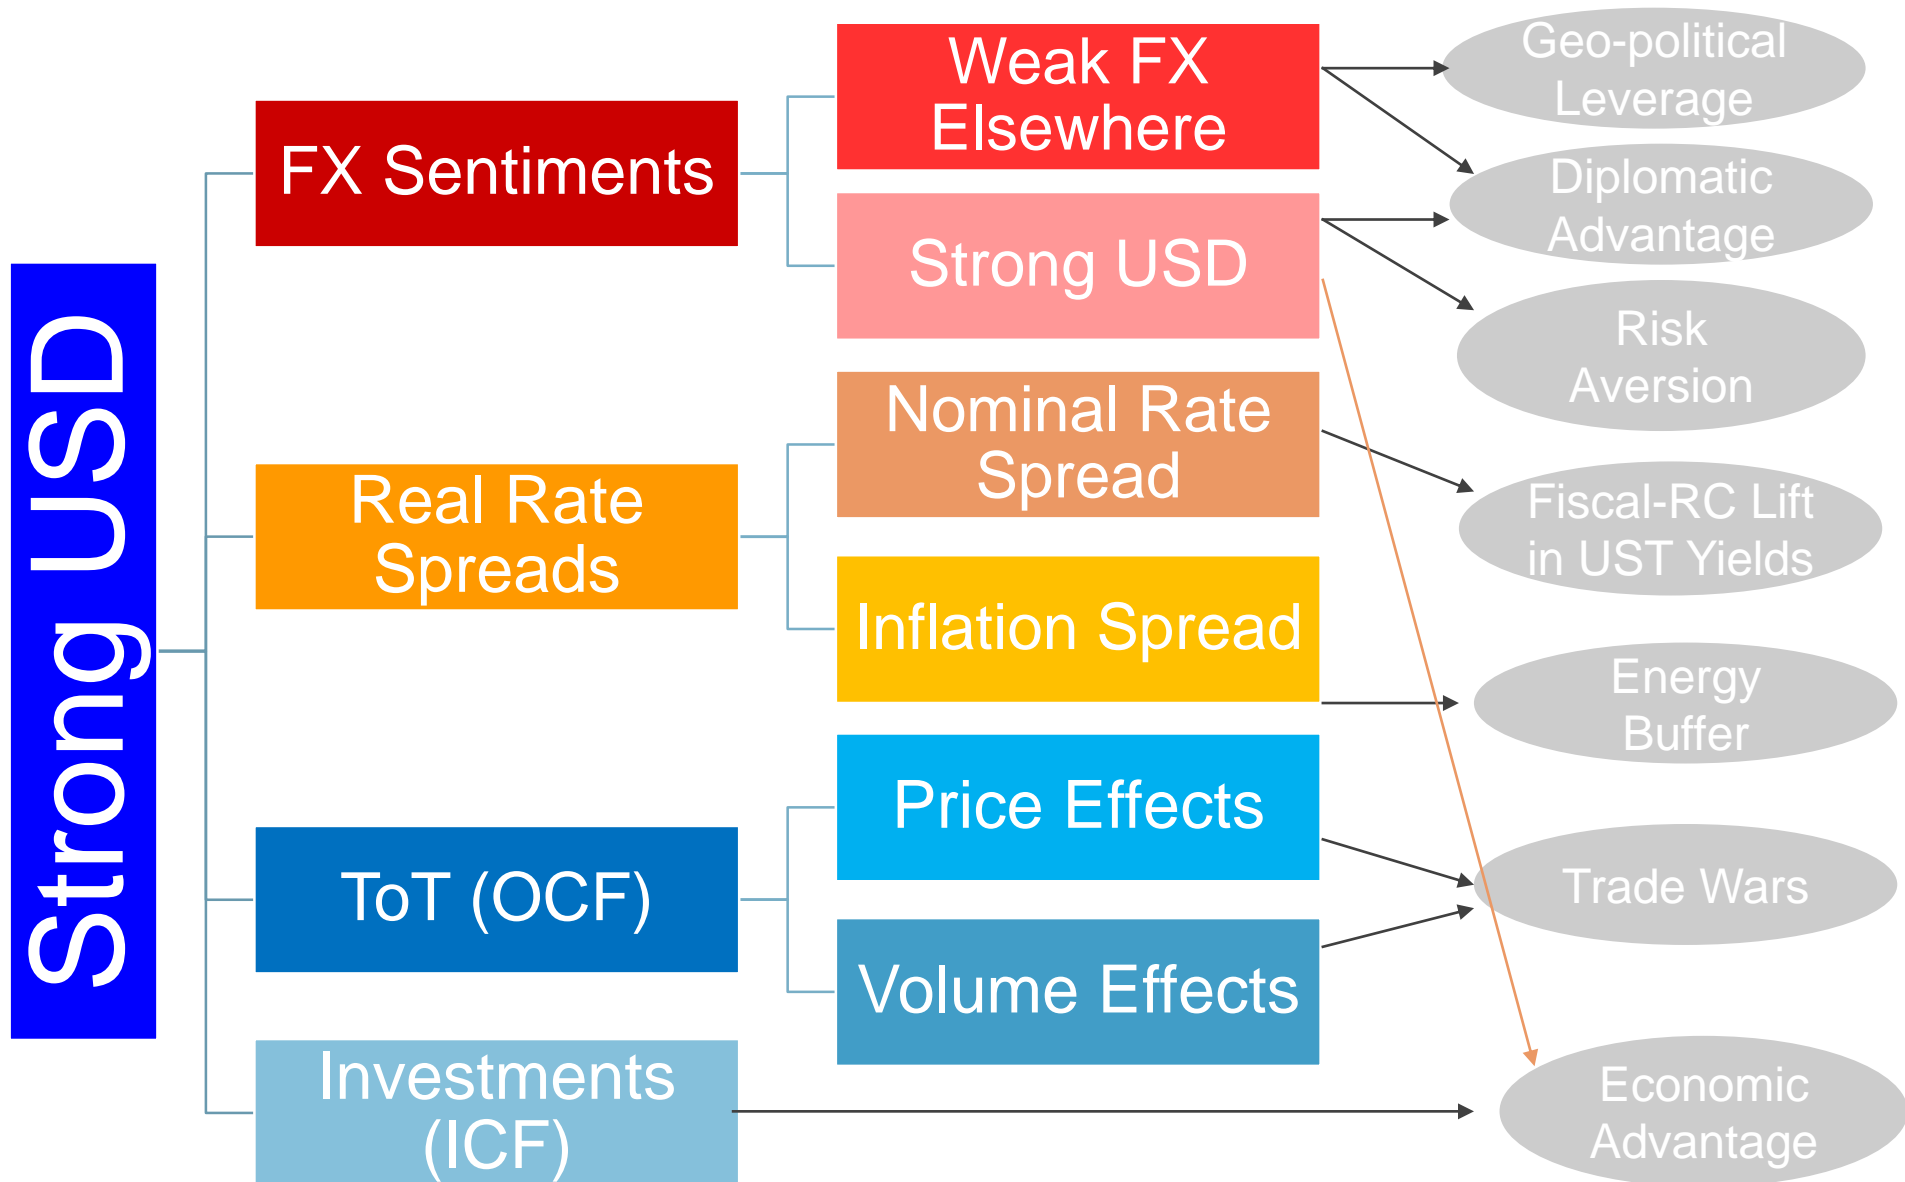 Strong USD
FX Sentiments
Real Rate
Spreads
ToT (OCF)
Investments
(ICF)
Weak FX
Elsewhere
Strong USD
Nominal Rate
Spread
Inflation Spread
Price Effects
Volume Effects
Geo-political
Leverage
Diplomatic
Advantage
Risk
Aversion
Fiscal-RC Lift
in UST Yields
Energy
Buffer
Trade Wars
Economic
Advantage